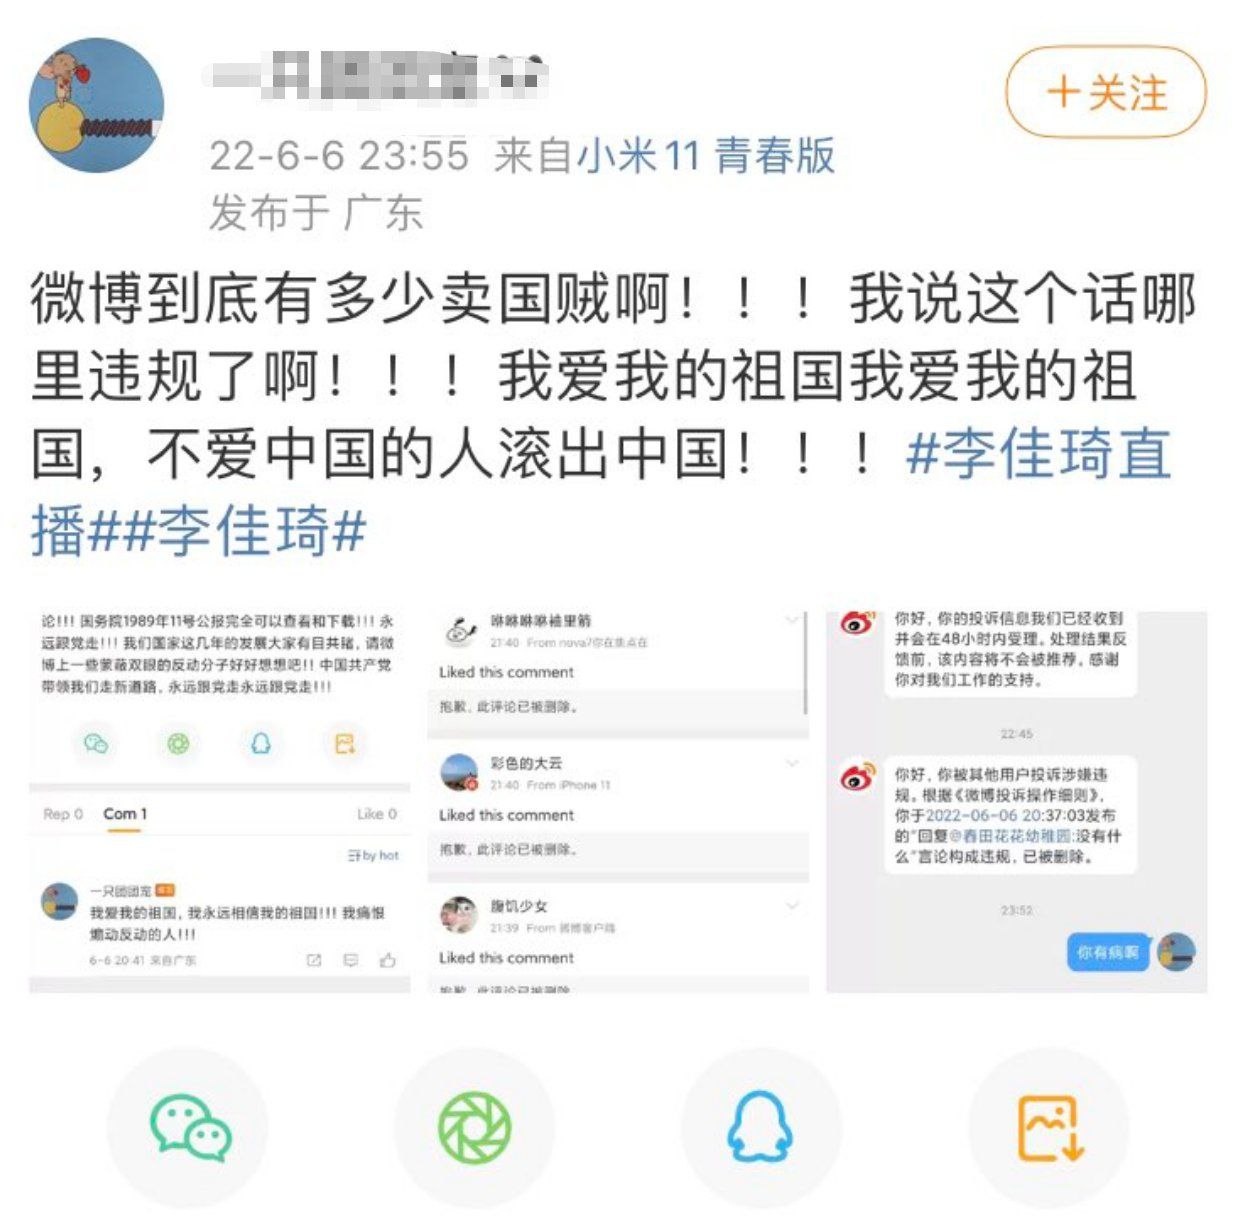 +关注
22-6-6 23:55 来自小米11 青春版
发布于 广东
微博到底有多少卖国贼啊！！！我说这个话哪
里违规了啊！！！我爱我的祖国我爱我的祖
国，不爱中国的人滚出中国！！！#李佳琦直
播##李佳琦#
论!!! 国务院1989年11号公报完全可以查看和下载!!! 永
远跟党走!!! 我们国家这几年的发展大家有目共睹，请微
博上一些蒙蔽双眼的反动分子好好想想吧!! 中国共产党
带领我们走新道路，永远跟党走永远跟党走!!!
Rep 0 Com 1 Like 0
by hot
一只团团宠
我爱我的祖国，我永远相信我的祖国!!! 我痛恨
煽动反动的人!!!
6-6 20:41 来自广东
咻咻咻咻袖里箭
21:40 From nova7你在焦点在
Liked this comment
抱歉，此评论已被删除。
彩色的大云
21:40 From iPhone 11
Liked this comment
抱歉，此评论已被删除。
腹饥少女
21:39 From 微博客户端
Liked this comment
抱歉，此评论已被删除。
你好，你的投诉信息我们已经收到
并会在48小时内受理。处理结果反
馈前，该内容将不会被推荐。感谢
你对我们工作的支持。
22:45
你好，你被其他用户投诉涉嫌违
规。根据《微博投诉操作细则》，
你于2022-06-06 20:37:03发布
的“回复@春田花花幼稚园:没有什
么”言论构成违规，已被删除。
23:52
你有病啊